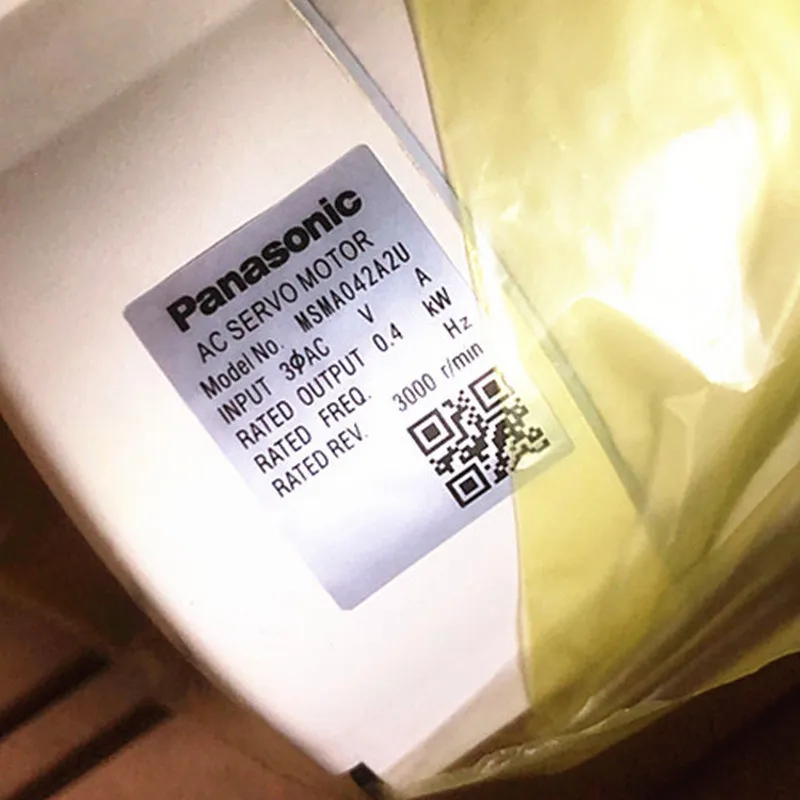 Panasonic
AC SERVO MOTOR
Model No. MSMA042A2U
INPUT 3ϕAC V A
RATED OUTPUT 0.4 kW
RATED FREQ. Hz
RATED REV. 3000 r/min